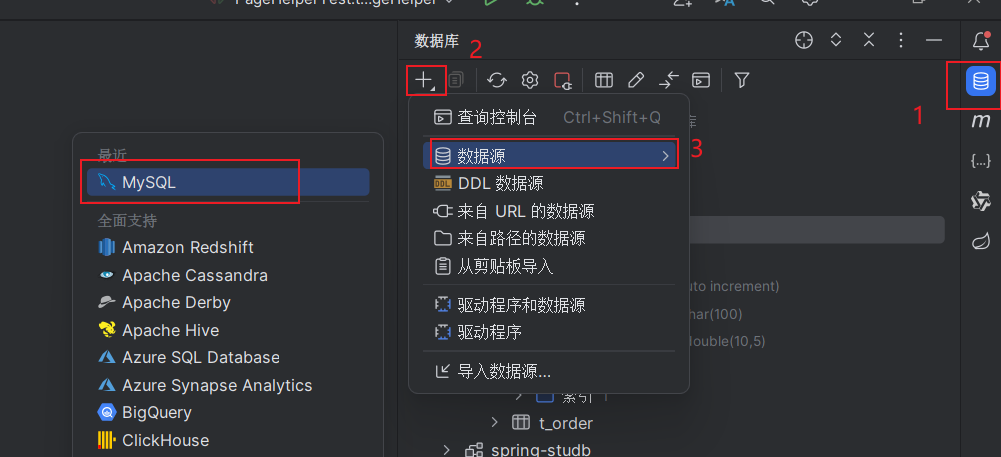 数据库
2
1
查询控制台 Ctrl+Shift+Q
库
数据源
3
DDL 数据源
来自 URL 的数据源
来自路径的数据源
从剪贴板导入
驱动程序和数据源
驱动程序
导入数据源...
最近
MySQL
全面支持
Amazon Redshift
Apache Cassandra
Apache Derby
Apache Hive
Azure SQL Database
Azure Synapse Analytics
BigQuery
ClickHouse
m
{...}
uto increment)
har(100)
ouble(10,5)
索引 1
t_order
spring-studb